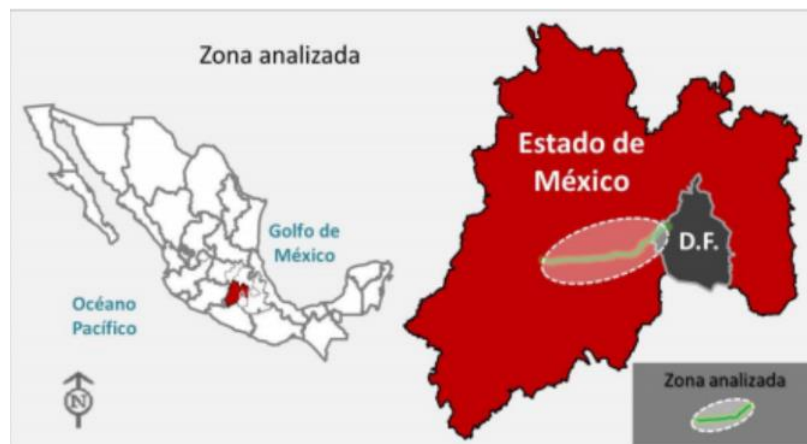 Zona analizada
Golfo de
México
Océano
Pacífico
N
Estado de
México
D.F.
Zona analizada